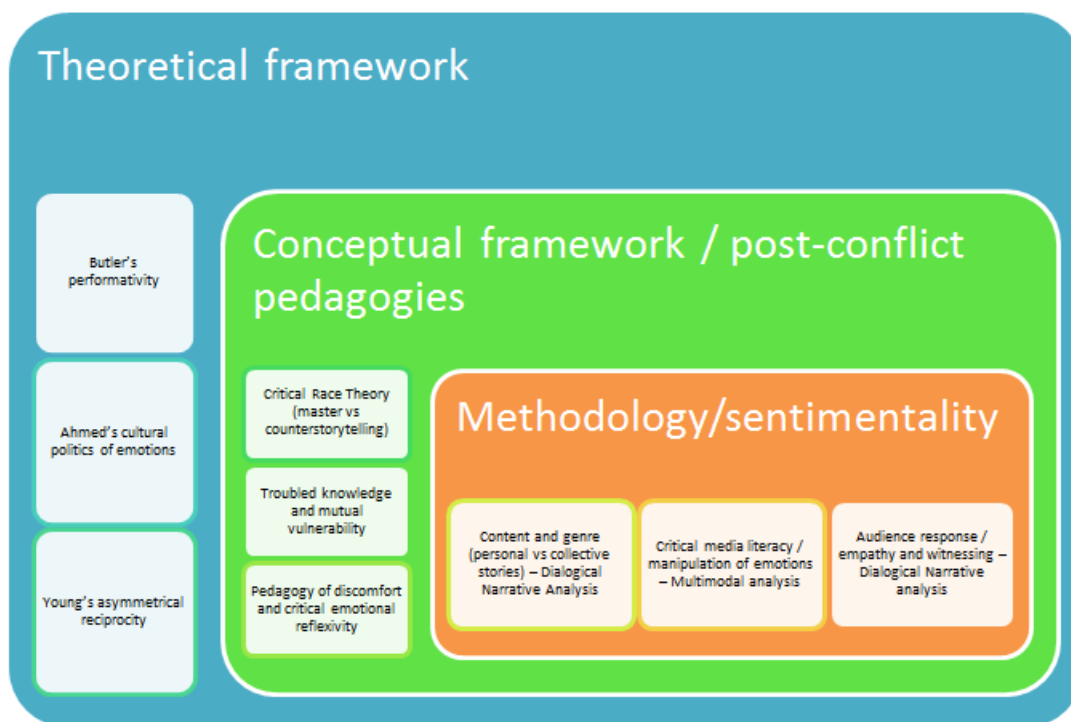 Theoretical framework
Butler's
performativity
Ahmed's cultural
politics of emotions
Young's asymmetrical
reciprocity
Conceptual framework / post-conflict
pedagogies
Critical Race Theory
(master vs
counterstorytelling)
Troubled knowledge
and mutual
vulnerability
Pedagogy of discomfort
and critical emotional
reflexivity
Methodology/sentimentality
Content and genre
(personal vs collective
stories) – Dialogical
Narrative Analysis
Critical media literacy /
manipulation of emotions
– Multimodal analysis
Audience response /
empathy and witnessing –
Dialogical Narrative
analysis